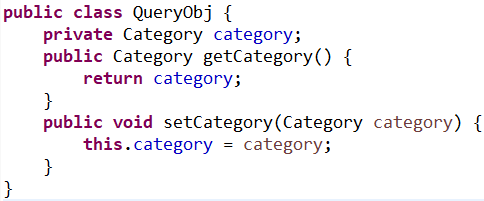 public class QueryObj {
    private Category category;
    public Category getCategory() {
        return category;
    }
    public void setCategory(Category category) {
        this.category = category;
    }
}